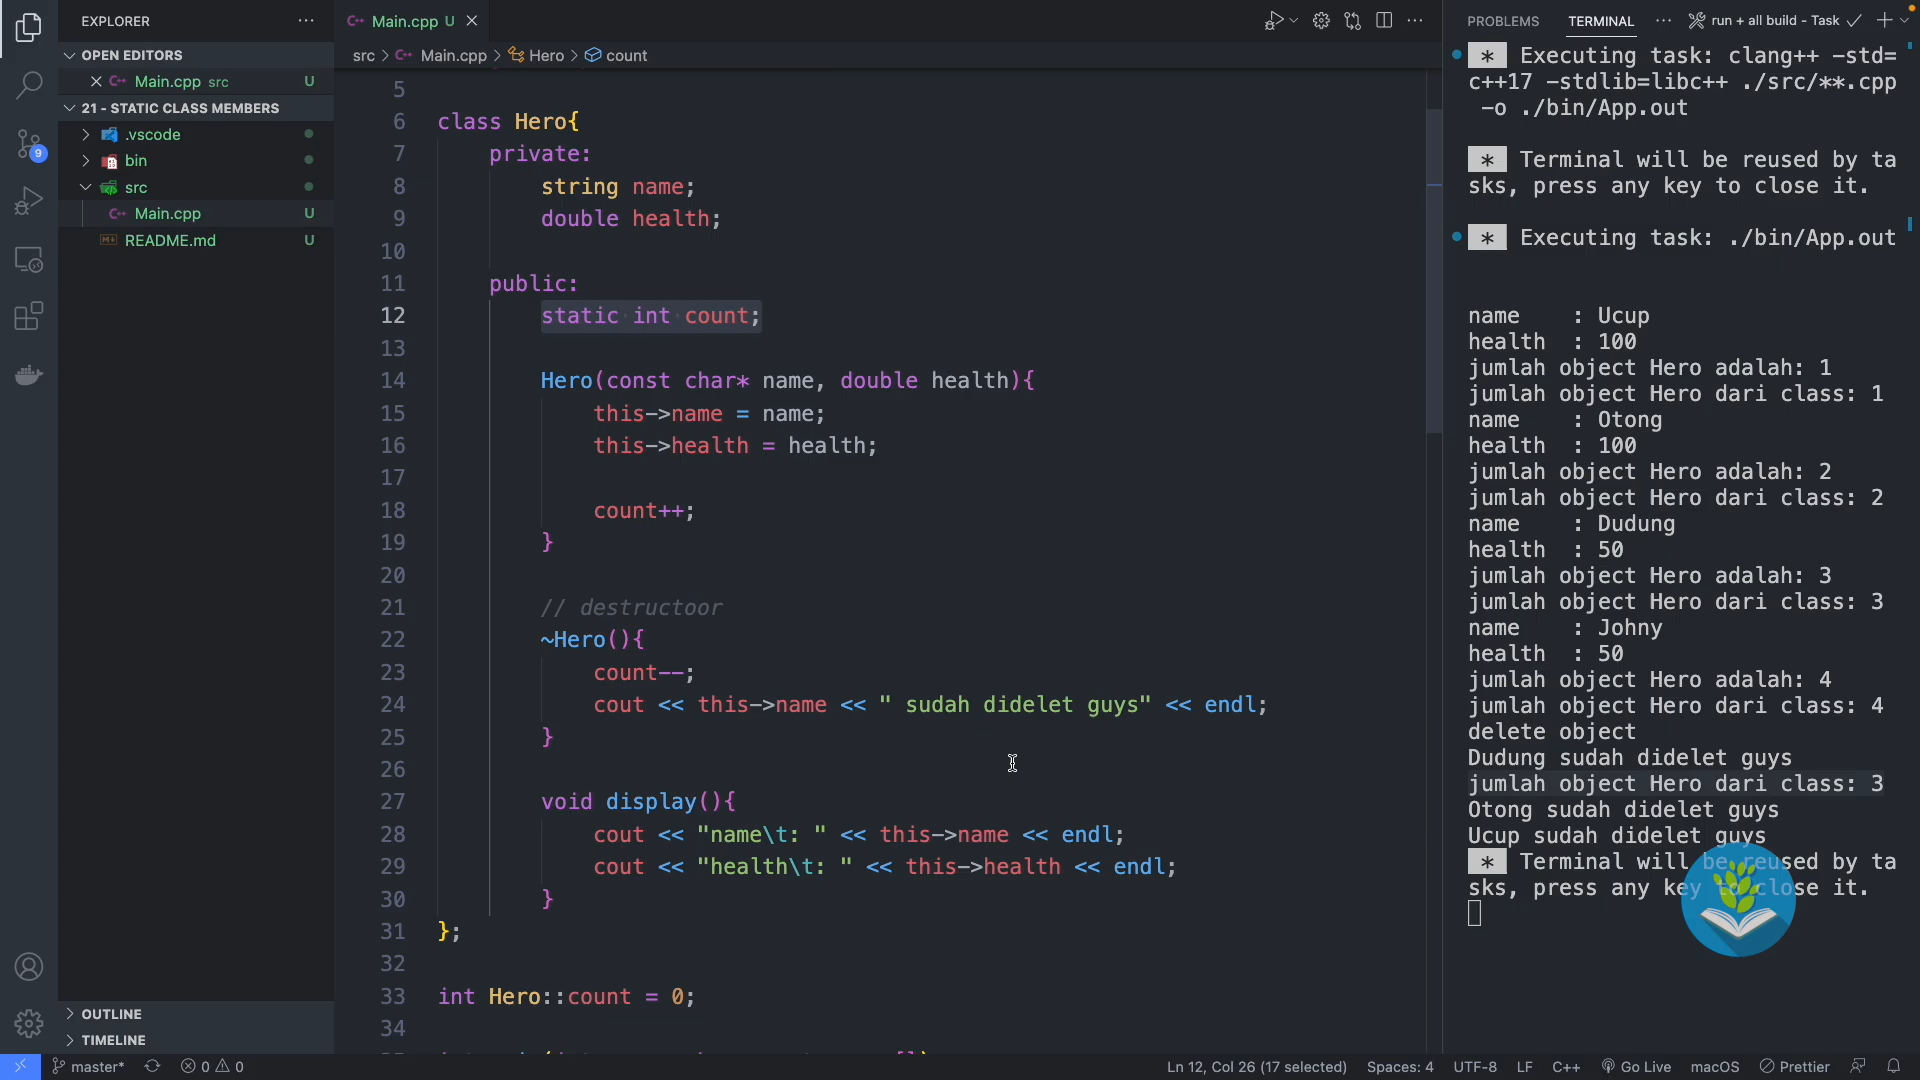 EXPLORER
OPEN EDITORS
Main.cpp src U
21 - STATIC CLASS MEMBERS
.vscode
bin
src
Main.cpp U
README.md U
OUTLINE
TIMELINE
9
Main.cpp U
src > Main.cpp > Hero > count
5
6 class Hero{
7 private:
8 string name;
9 double health;
10
11 public:
12 static int count;
13
14 Hero(const char* name, double health){
15 this->name = name;
16 this->health = health;
17
18 count++;
19 }
20
21 // destructoor
22 ~Hero(){
23 count--;
24 cout << this->name << " sudah didelet guys" << endl;
25 }
26
27 void display(){
28 cout << "name\t: " << this->name << endl;
29 cout << "health\t: " << this->health << endl;
30 }
31 };
32
33 int Hero::count = 0;
34
PROBLEMS TERMINAL ··· run + all build - Task
* Executing task: clang++ -std=
c++17 -stdlib=libc++ ./src/**.cpp
-o ./bin/App.out
* Terminal will be reused by ta
sks, press any key to close it.
* Executing task: ./bin/App.out
name : Ucup
health : 100
jumlah object Hero adalah: 1
jumlah object Hero dari class: 1
name : Otong
health : 100
jumlah object Hero adalah: 2
jumlah object Hero dari class: 2
name : Dudung
health : 50
jumlah object Hero adalah: 3
jumlah object Hero dari class: 3
name : Johny
health : 50
jumlah object Hero adalah: 4
jumlah object Hero dari class: 4
delete object
Dudung sudah didelet guys
jumlah object Hero dari class: 3
Otong sudah didelet guys
Ucup sudah didelet guys
* Terminal will be reused by ta
sks, press any key to close it.
master* 0 0 Ln 12, Col 26 (17 selected) Spaces: 4 UTF-8 LF C++ Go Live macOS Prettier